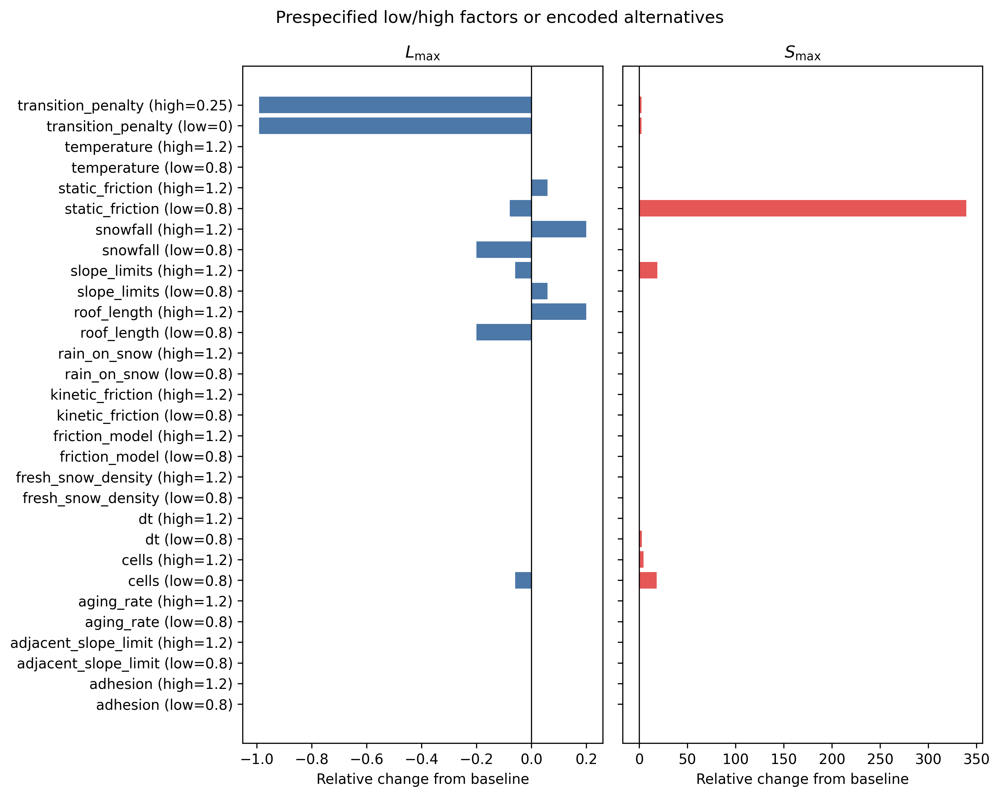 Prespecified low/high factors or encoded alternatives
L_max
S_max
transition_penalty (high=0.25)
transition_penalty (low=0)
temperature (high=1.2)
temperature (low=0.8)
static_friction (high=1.2)
static_friction (low=0.8)
snowfall (high=1.2)
snowfall (low=0.8)
slope_limits (high=1.2)
slope_limits (low=0.8)
roof_length (high=1.2)
roof_length (low=0.8)
rain_on_snow (high=1.2)
rain_on_snow (low=0.8)
kinetic_friction (high=1.2)
kinetic_friction (low=0.8)
friction_model (high=1.2)
friction_model (low=0.8)
fresh_snow_density (high=1.2)
fresh_snow_density (low=0.8)
dt (high=1.2)
dt (low=0.8)
cells (high=1.2)
cells (low=0.8)
aging_rate (high=1.2)
aging_rate (low=0.8)
adjacent_slope_limit (high=1.2)
adjacent_slope_limit (low=0.8)
adhesion (high=1.2)
adhesion (low=0.8)
−1.0 −0.8 −0.6 −0.4 −0.2 0.0 0.2
Relative change from baseline
0 50 100 150 200 250 300 350
Relative change from baseline